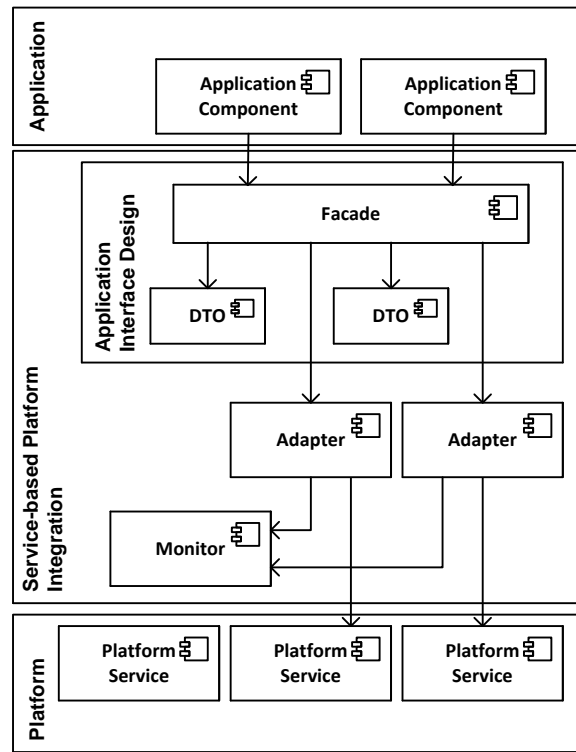 Application
Application
Component
Application
Component
Service-based Platform
Integration
Application
Interface Design
Facade
DTO
DTO
Adapter
Adapter
Monitor
Platform
Platform
Service
Platform
Service
Platform
Service